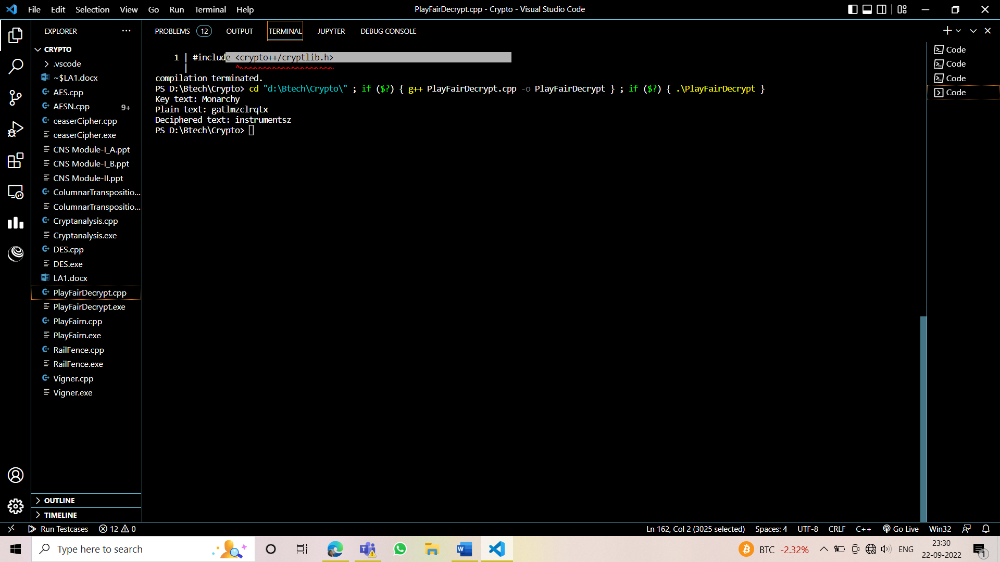 File Edit Selection View Go Run Terminal Help
PlayFairDecrypt.cpp - Crypto - Visual Studio Code
EXPLORER
PROBLEMS 12 OUTPUT TERMINAL JUPYTER DEBUG CONSOLE
CRYPTO
.vscode
~$LA1.docx
AES.cpp
AESN.cpp 9+
ceaserCipher.cpp
ceaserCipher.exe
CNS Module-I_A.ppt
CNS Module-I_B.ppt
CNS Module-II.ppt
ColumnarTranspositio...
ColumnarTranspositio...
Cryptanalysis.cpp
Cryptanalysis.exe
DES.cpp
DES.exe
LA1.docx
PlayFairDecrypt.cpp
PlayFairDecrypt.exe
PlayFairn.cpp
PlayFairn.exe
RailFence.cpp
RailFence.exe
Vigner.cpp
Vigner.exe
OUTLINE
TIMELINE
1 | #include <crypto++/cryptlib.h>
| ^~~~~~~~~~~~~~~~~~~~~
compilation terminated.
PS D:\Btech\Crypto> cd "d:\Btech\Crypto\" ; if ($?) { g++ PlayFairDecrypt.cpp -o PlayFairDecrypt } ; if ($?) { .\PlayFairDecrypt }
Key text: Monarchy
Plain text: gatlmzclrqtx
Deciphered text: instrumentsz
PS D:\Btech\Crypto>
Code
Code
Code
Code
Run Testcases 12 0
Ln 162, Col 2 (3025 selected) Spaces: 4 UTF-8 CRLF C++ Go Live Win32
Type here to search
BTC -2.32% ENG
23:30
22-09-2022
1